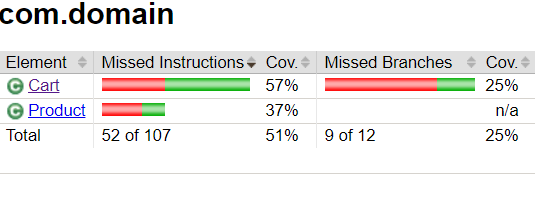 com.domain
Element Missed Instructions Cov. Missed Branches Cov.
C Cart 57% 25%
C Product 37% n/a
Total 52 of 107 51% 9 of 12 25%